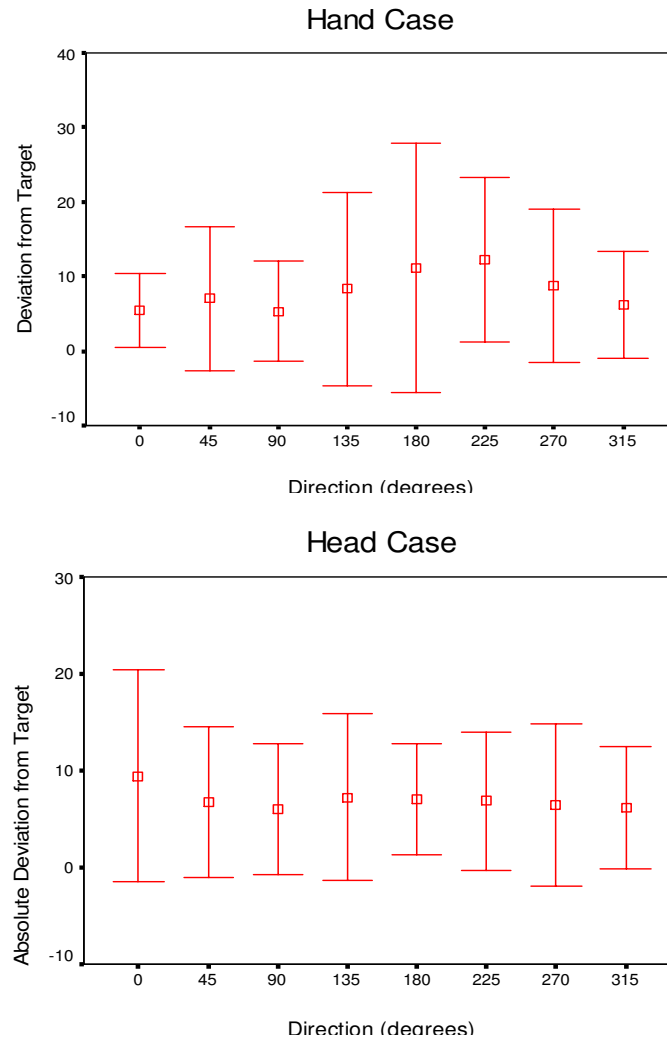 Hand Case
40
30
20
10
0
-10
Deviation from Target
0 45 90 135 180 225 270 315
Direction (degrees)
Head Case
30
20
10
0
-10
Absolute Deviation from Target
0 45 90 135 180 225 270 315
Direction (degrees)